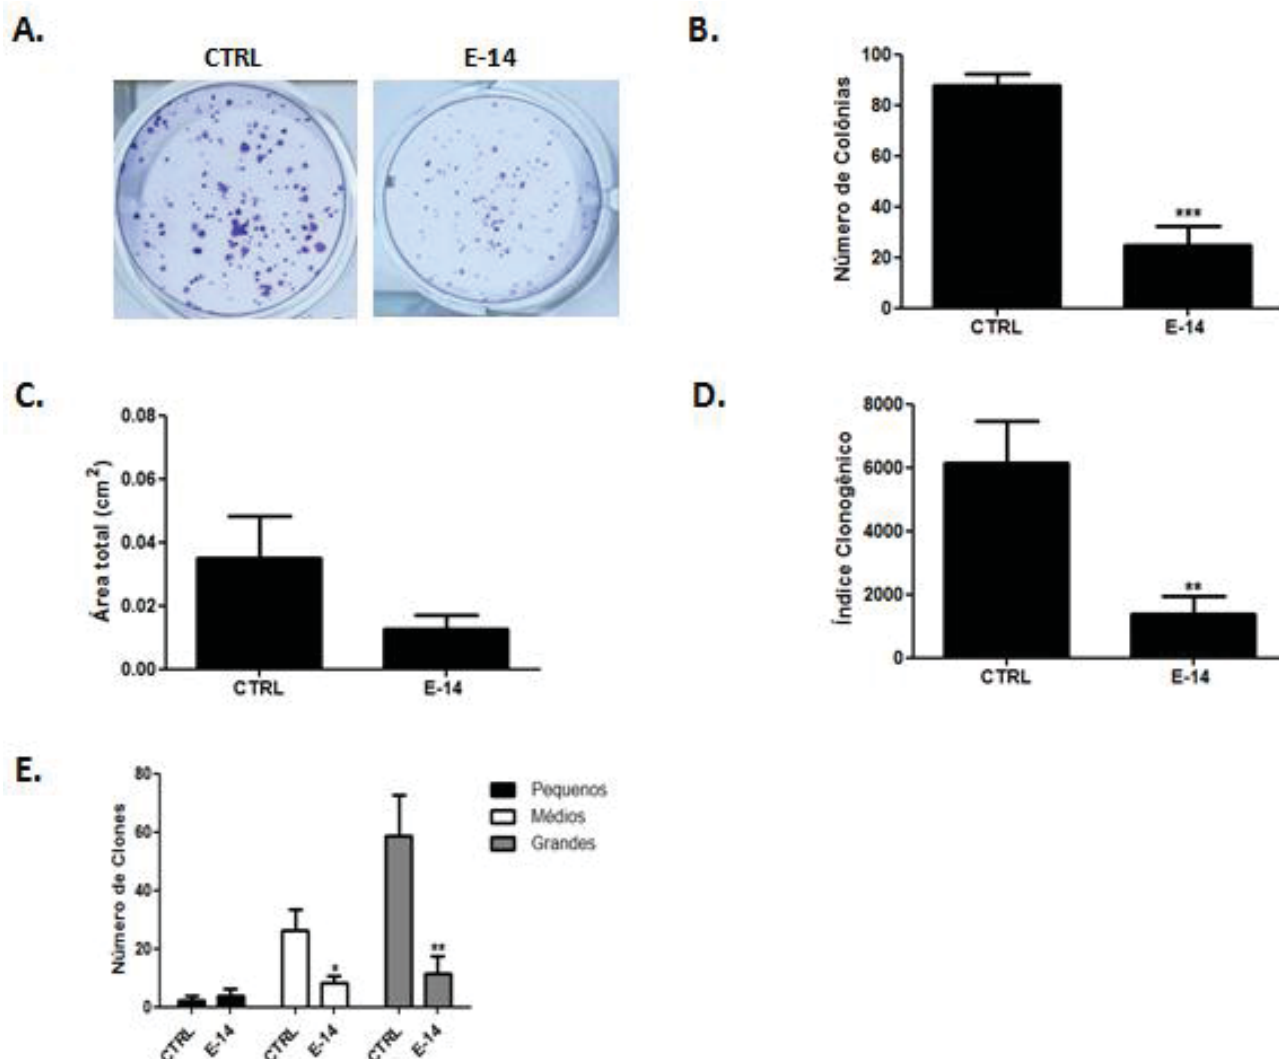 A.
CTRL
E-14
B.
Número de Colônias
100
80
60
40
20
0
***
CTRL
E-14
C.
Área total (cm²)
0.08
0.06
0.04
0.02
0.00
CTRL
E-14
D.
Índice Clonogênico
8000
6000
4000
2000
0
**
CTRL
E-14
E.
Número de Clones
80
60
40
20
0
*
**
CTRL
E-14
CTRL
E-14
CTRL
E-14
Pequenos
Médios
Grandes